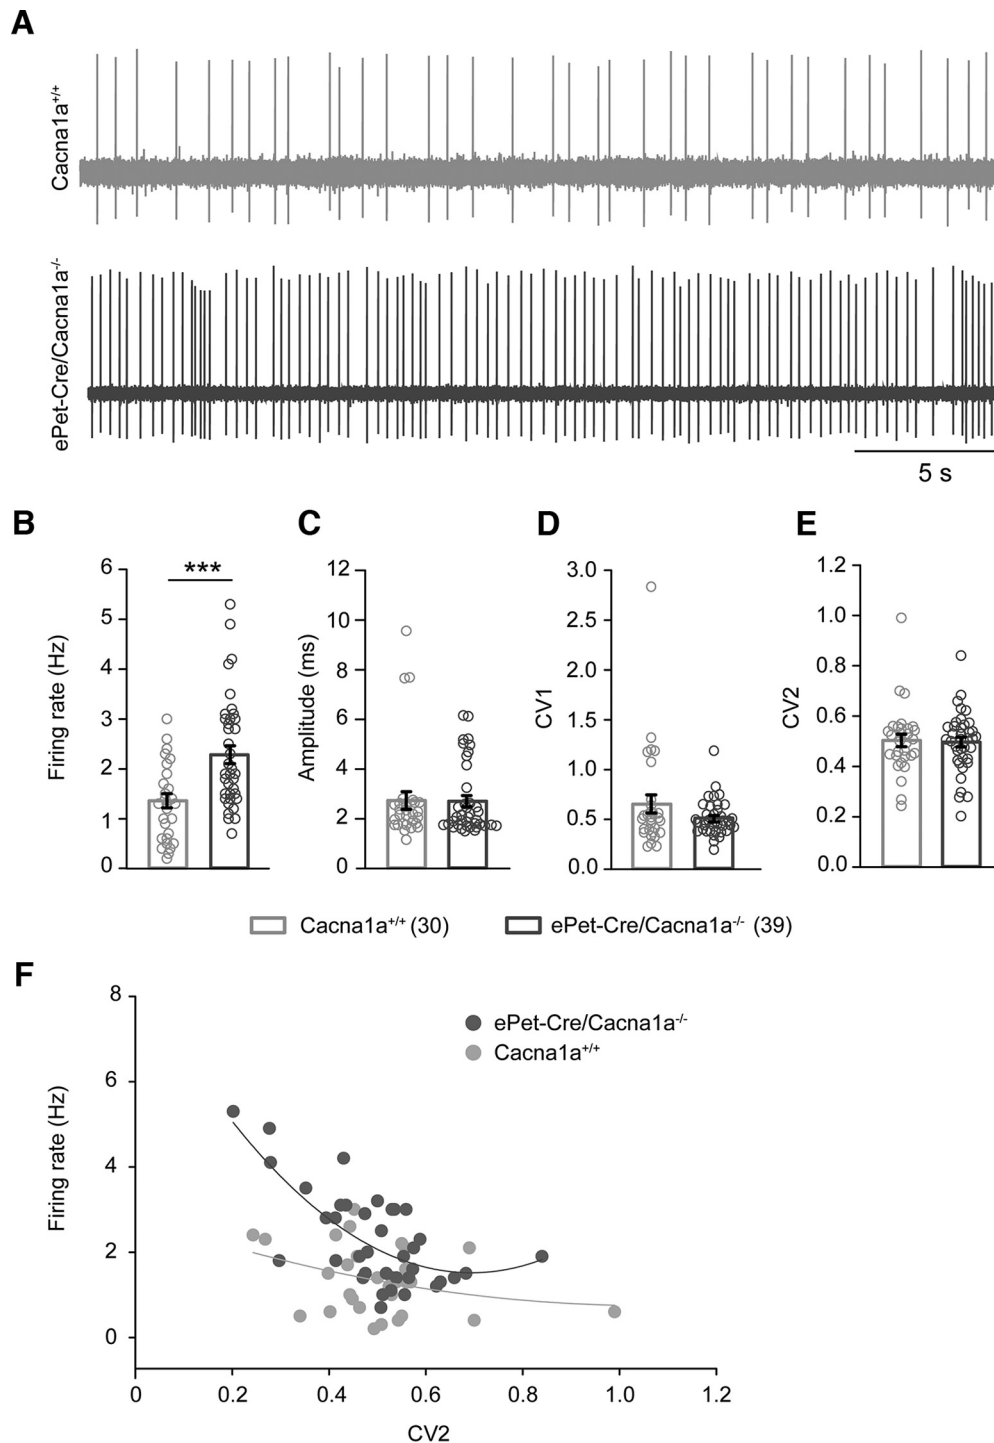 A
Cacna1a+/+
ePet-Cre/Cacna1a-/-
5 s
B
Firing rate (Hz)
6
5
4
3
2
1
0
***
C
Amplitude (ms)
12
10
8
6
4
2
0
D
CV1
3.0
2.5
2.0
1.5
1.0
0.5
0.0
E
CV2
1.2
1.0
0.8
0.6
0.4
0.2
0.0
Cacna1a+/+ (30)
ePet-Cre/Cacna1a-/- (39)
F
Firing rate (Hz)
8
6
4
2
0
ePet-Cre/Cacna1a-/-
Cacna1a+/+
0 0.2 0.4 0.6 0.8 1.0 1.2
CV2